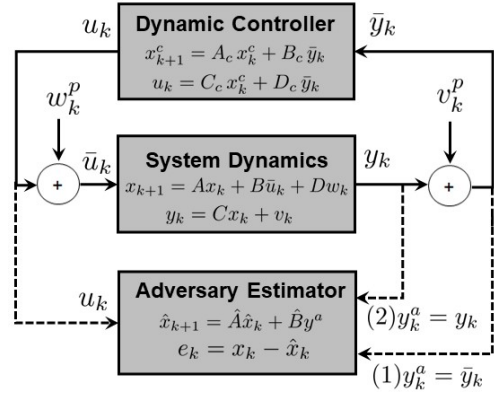 Dynamic Controller
x^c_{k+1} = A_c x^c_k + B_c ȳ_k
u_k = C_c x^c_k + D_c ȳ_k
u_k
ȳ_k
w^p_k
v^p_k
+
ū_k
System Dynamics
x_{k+1} = Ax_k + Bū_k + Dw_k
y_k = Cx_k + v_k
y_k
+
u_k
Adversary Estimator
x̂_{k+1} = Âx̂_k + B̂y^a
e_k = x_k − x̂_k
(2)y^a_k = y_k
(1)y^a_k = ȳ_k